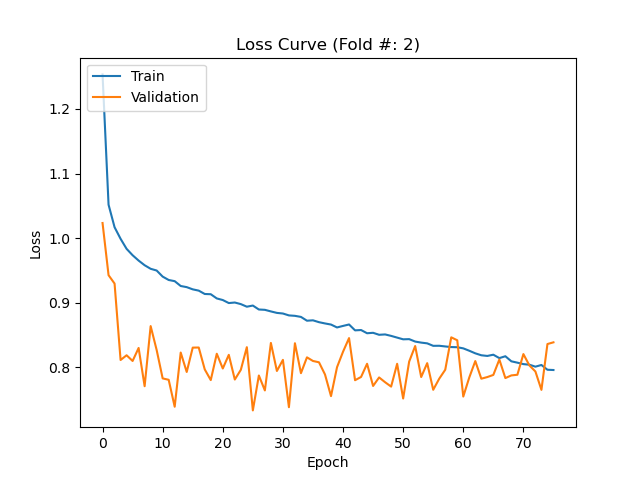 Loss Curve (Fold #: 2)
Train
Validation
1.2
1.1
1.0
0.9
0.8
Loss
0 10 20 30 40 50 60 70
Epoch